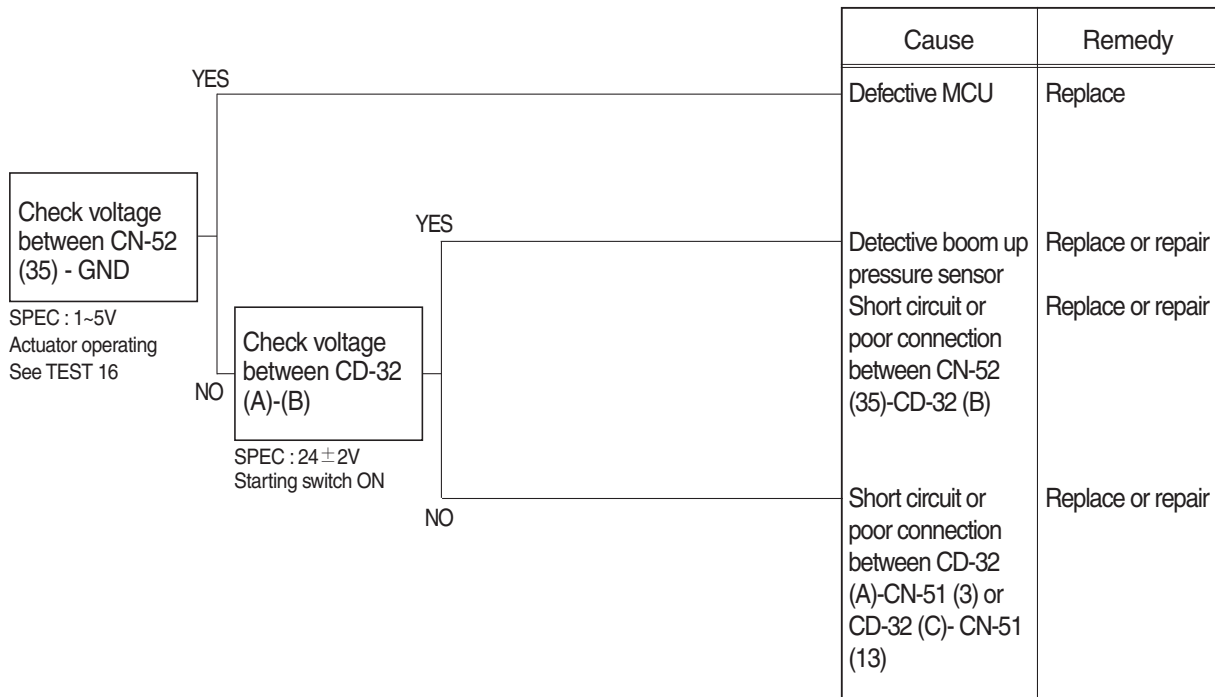 Cause
Remedy
YES
Defective MCU
Replace
Check voltage
between CN-52
(35) - GND
SPEC : 1~5V
Actuator operating
See TEST 16
YES
Detective boom up
pressure sensor
Replace or repair
Short circuit or
poor connection
between CN-52
(35)-CD-32 (B)
Replace or repair
NO
Check voltage
between CD-32
(A)-(B)
SPEC : 24±2V
Starting switch ON
NO
Short circuit or
poor connection
between CD-32
(A)-CN-51 (3) or
CD-32 (C)- CN-51
(13)
Replace or repair